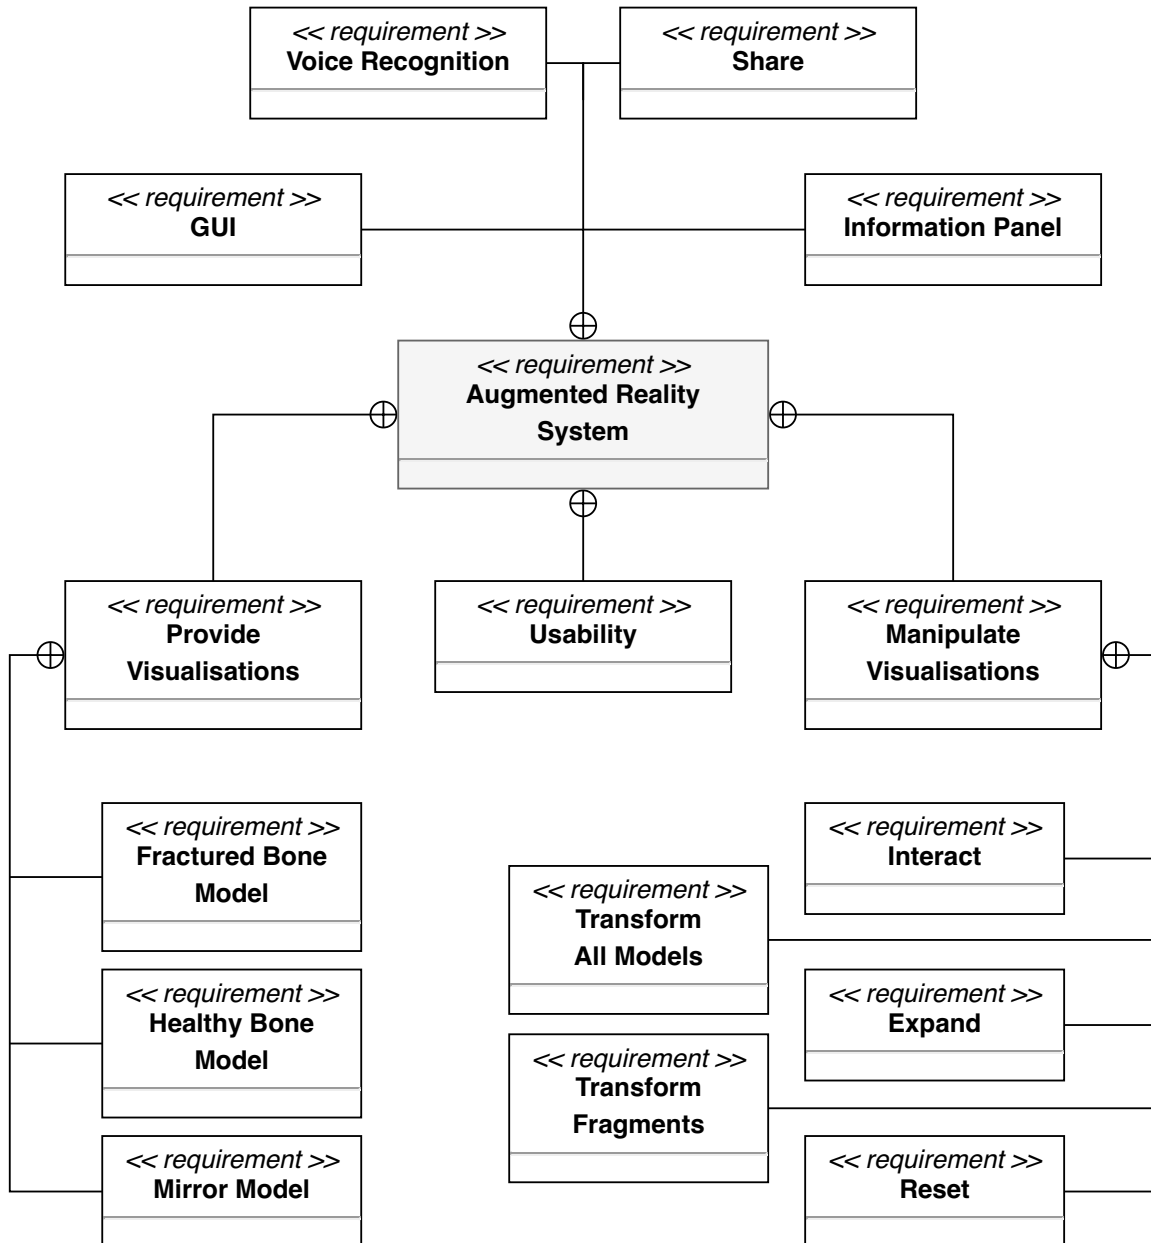 << requirement >>
Voice Recognition
<< requirement >>
Share
<< requirement >>
GUI
<< requirement >>
Information Panel
<< requirement >>
Augmented Reality
System
<< requirement >>
Provide
Visualisations
<< requirement >>
Usability
<< requirement >>
Manipulate
Visualisations
<< requirement >>
Fractured Bone
Model
<< requirement >>
Interact
<< requirement >>
Transform
All Models
<< requirement >>
Healthy Bone
Model
<< requirement >>
Expand
<< requirement >>
Transform
Fragments
<< requirement >>
Mirror Model
<< requirement >>
Reset